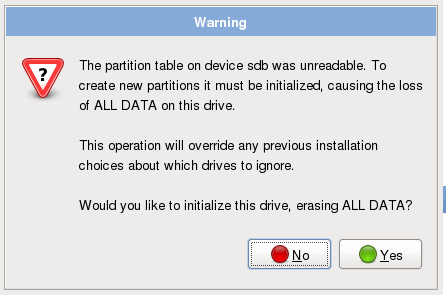 Warning
?
The partition table on device sdb was unreadable. To
create new partitions it must be initialized, causing the loss
of ALL DATA on this drive.
This operation will override any previous installation
choices about which drives to ignore.
Would you like to initialize this drive, erasing ALL DATA?
No
Yes